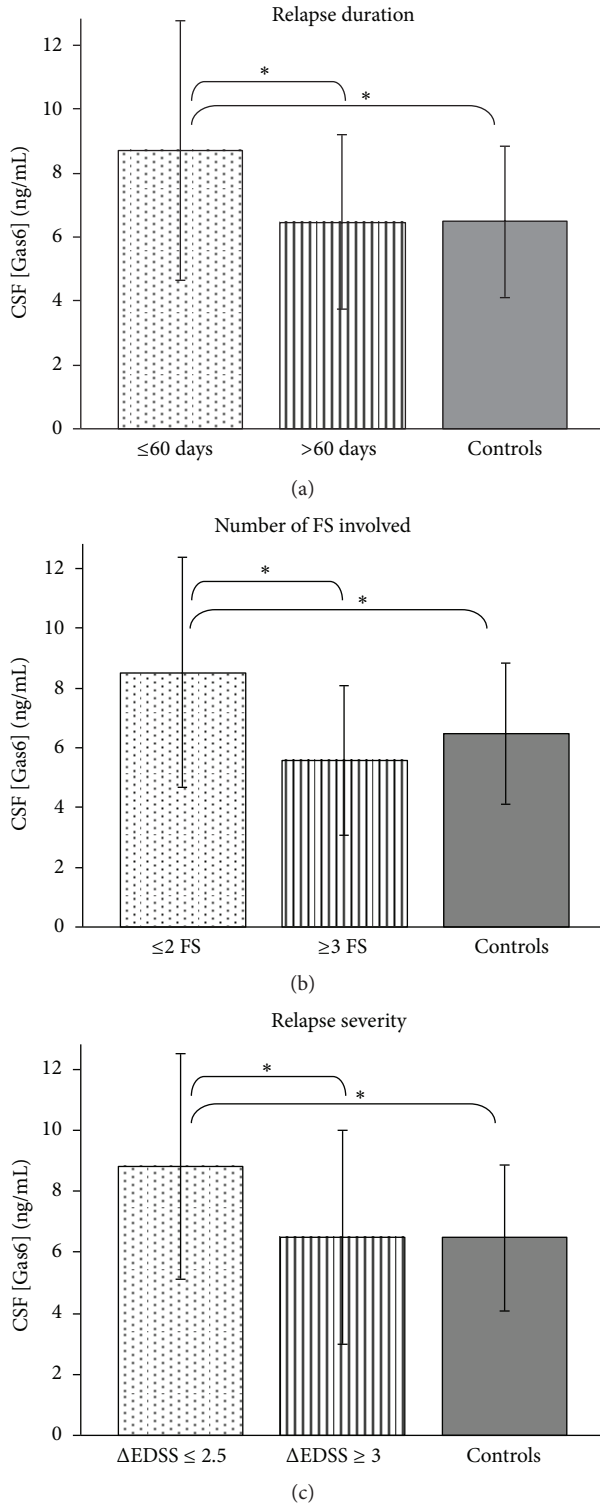 Relapse duration
CSF [Gas6] (ng/mL)
12
10
8
6
4
2
0
*
*
≤60 days
>60 days
Controls
(a)
Number of FS involved
CSF [Gas6] (ng/mL)
12
10
8
6
4
2
0
*
*
≤2 FS
≥3 FS
Controls
(b)
Relapse severity
CSF [Gas6] (ng/mL)
12
10
8
6
4
2
0
*
*
ΔEDSS ≤ 2.5
ΔEDSS ≥ 3
Controls
(c)